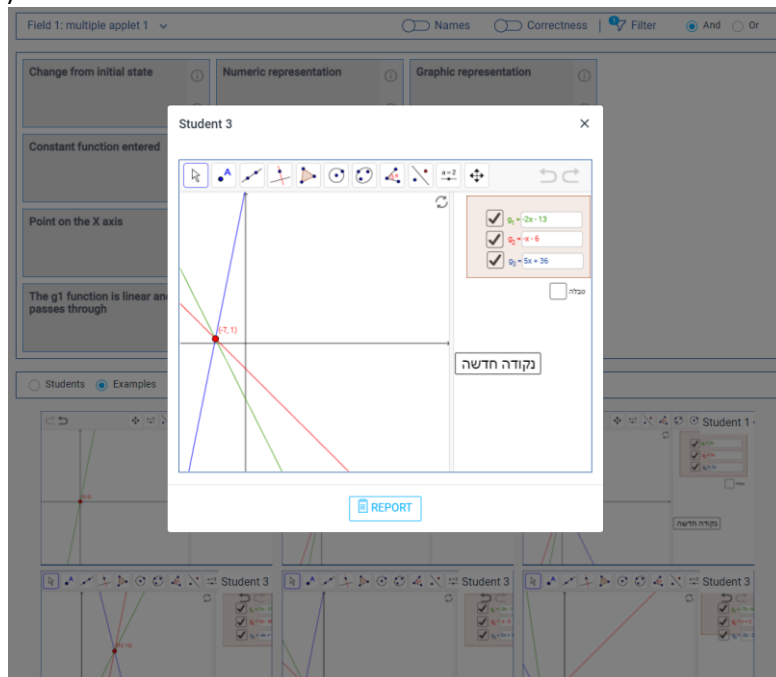 Field 1: multiple applet 1
Names
Correctness
Filter
And
Or
Change from initial state
Numeric representation
Graphic representation
Constant function entered
Point on the X axis
The g1 function is linear and
passes through
Student 3
a=2
g₁ = -2x - 13
g₂ = -x - 6
g₃ = 5x + 36
טבלה
(-7, 1)
נקודה חדשה
REPORT
Students
Examples
Student 1
נקודה חדשה
Student 3
Student 3
Student 3